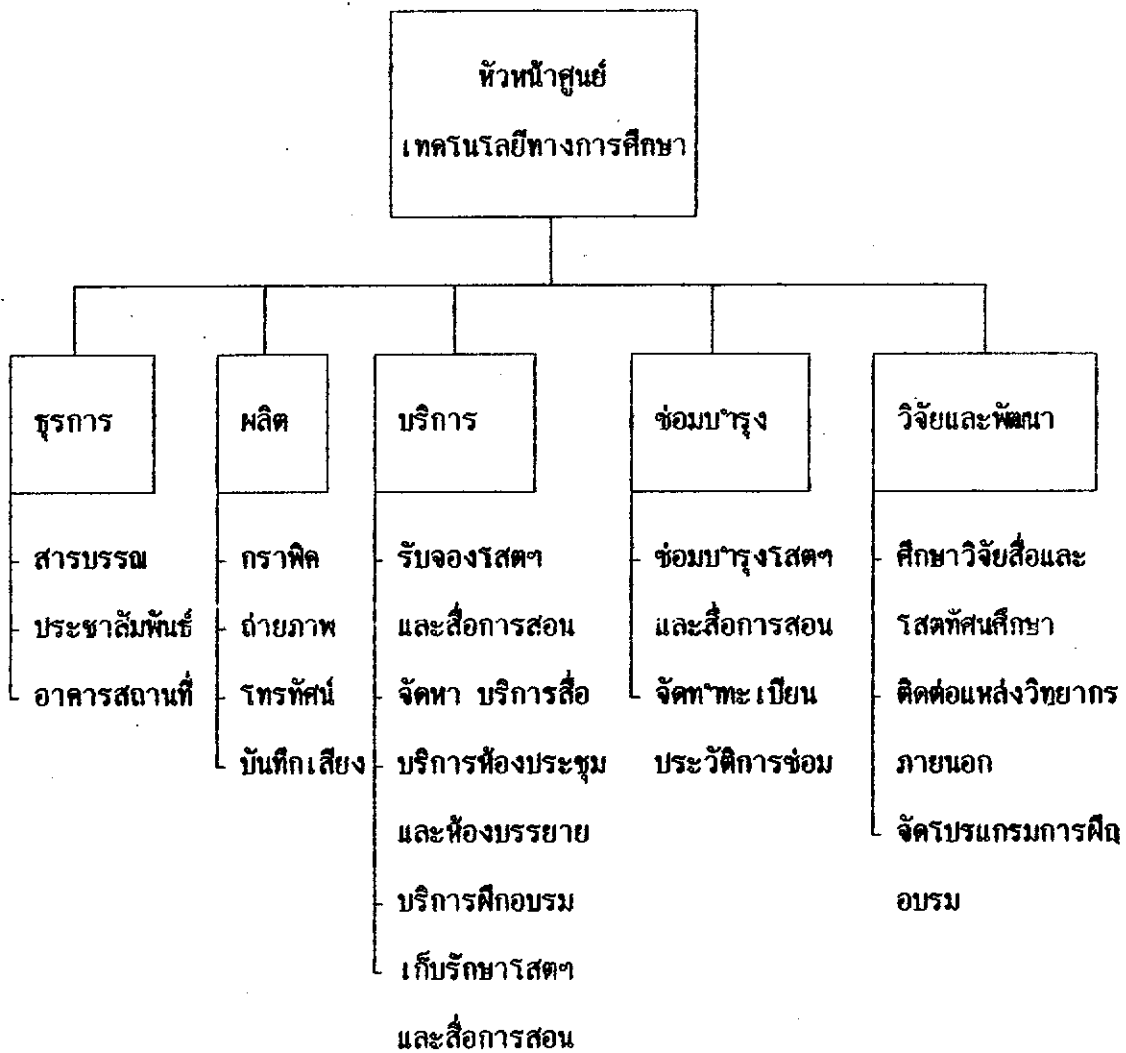 หัวหน้าศูนย์
เทคโนโลยีทางการศึกษา
ธุรการ
สารบรรณ
ประชาสัมพันธ์
อาคารสถานที่
ผลิต
กราฟิค
ถ่ายภาพ
โทรทัศน์
บันทึกเสียง
บริการ
รับจองโสตฯ
และสื่อการสอน
จัดหา บริการสื่อ
บริการห้องประชุม
และห้องบรรยาย
บริการฝึกอบรม
เก็บรักษาโสตฯ
และสื่อการสอน
ซ่อมบำรุง
ซ่อมบำรุงโสตฯ
และสื่อการสอน
จัดทำทะเบียน
ประวัติการซ่อม
วิจัยและพัฒนา
ศึกษาวิจัยสื่อและ
โสตทัศนศึกษา
ติดต่อแหล่งวิทยากร
ภายนอก
จัดโปรแกรมการฝึก
อบรม